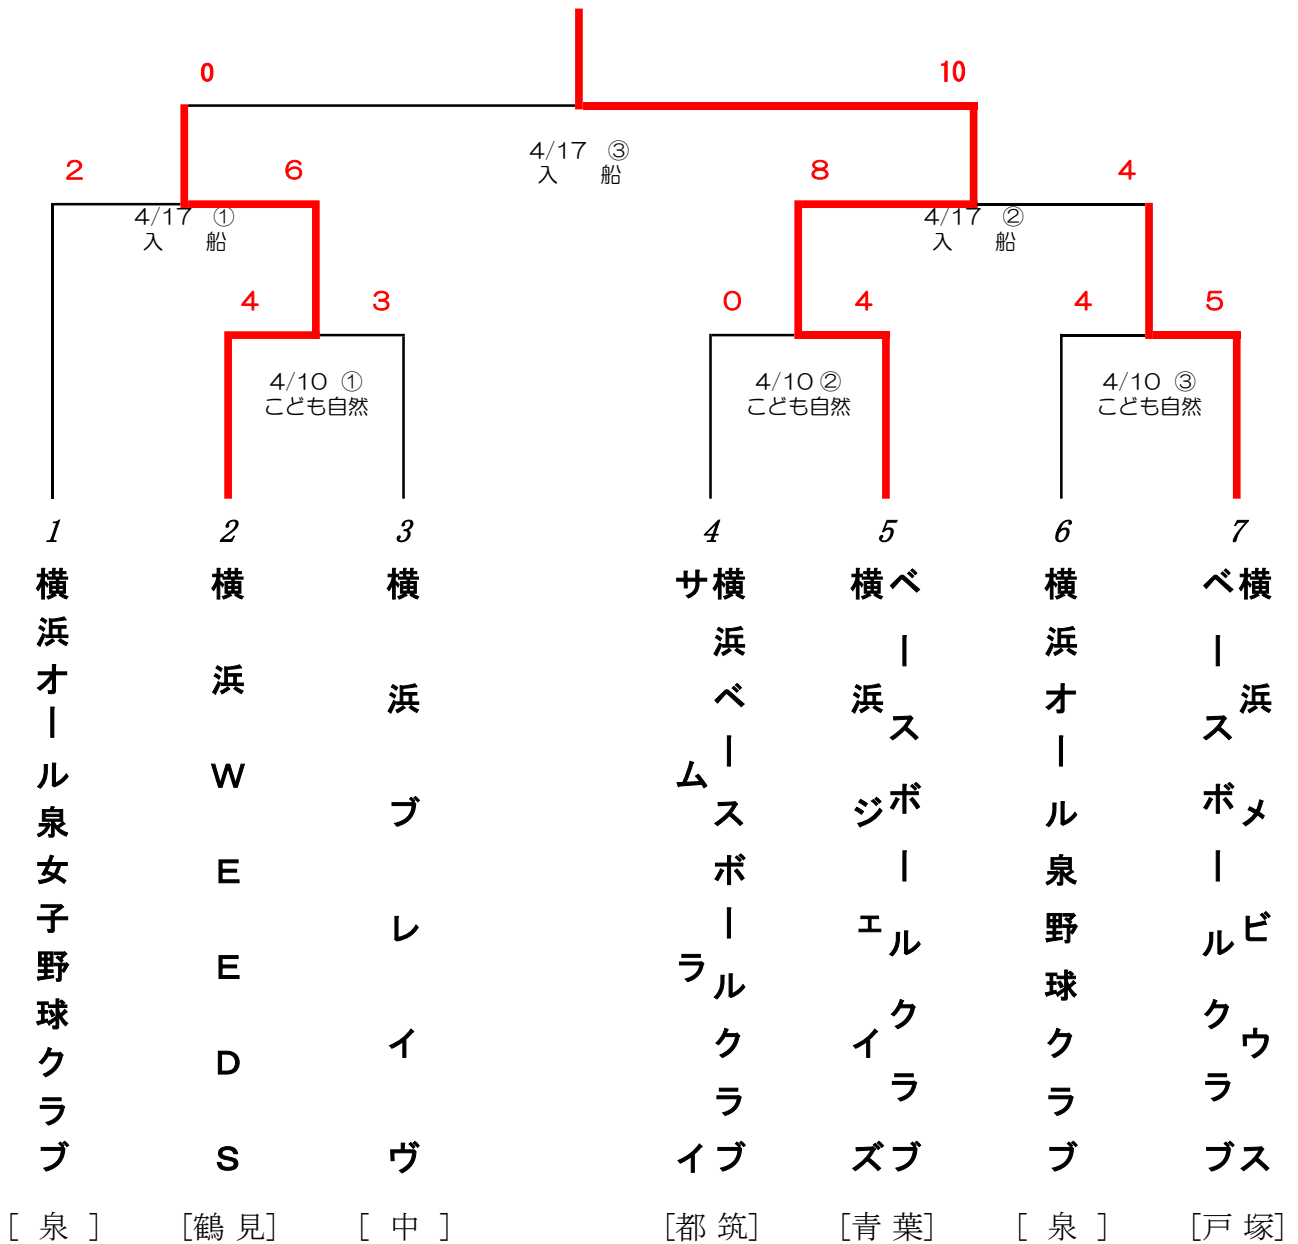 0
10
4/17 ③
入 船
2
6
8
4
4/17 ①
入 船
4/17 ②
入 船
4
3
0
4
4
5
4/10 ①
こども自然
4/10 ②
こども自然
4/10 ③
こども自然
1
2
3
4
5
6
7
横浜オール泉女子野球クラブ
横浜WEEDS
横浜ブレイヴ
横浜ベースボールクラブ
サムライ
ベースボールクラブ
横浜ジェイズ
横浜オール泉野球クラブ
横浜メビウス
ベースボールクラブ
[ 泉 ]
[鶴 見]
[ 中 ]
[都 筑]
[青 葉]
[ 泉 ]
[戸 塚]